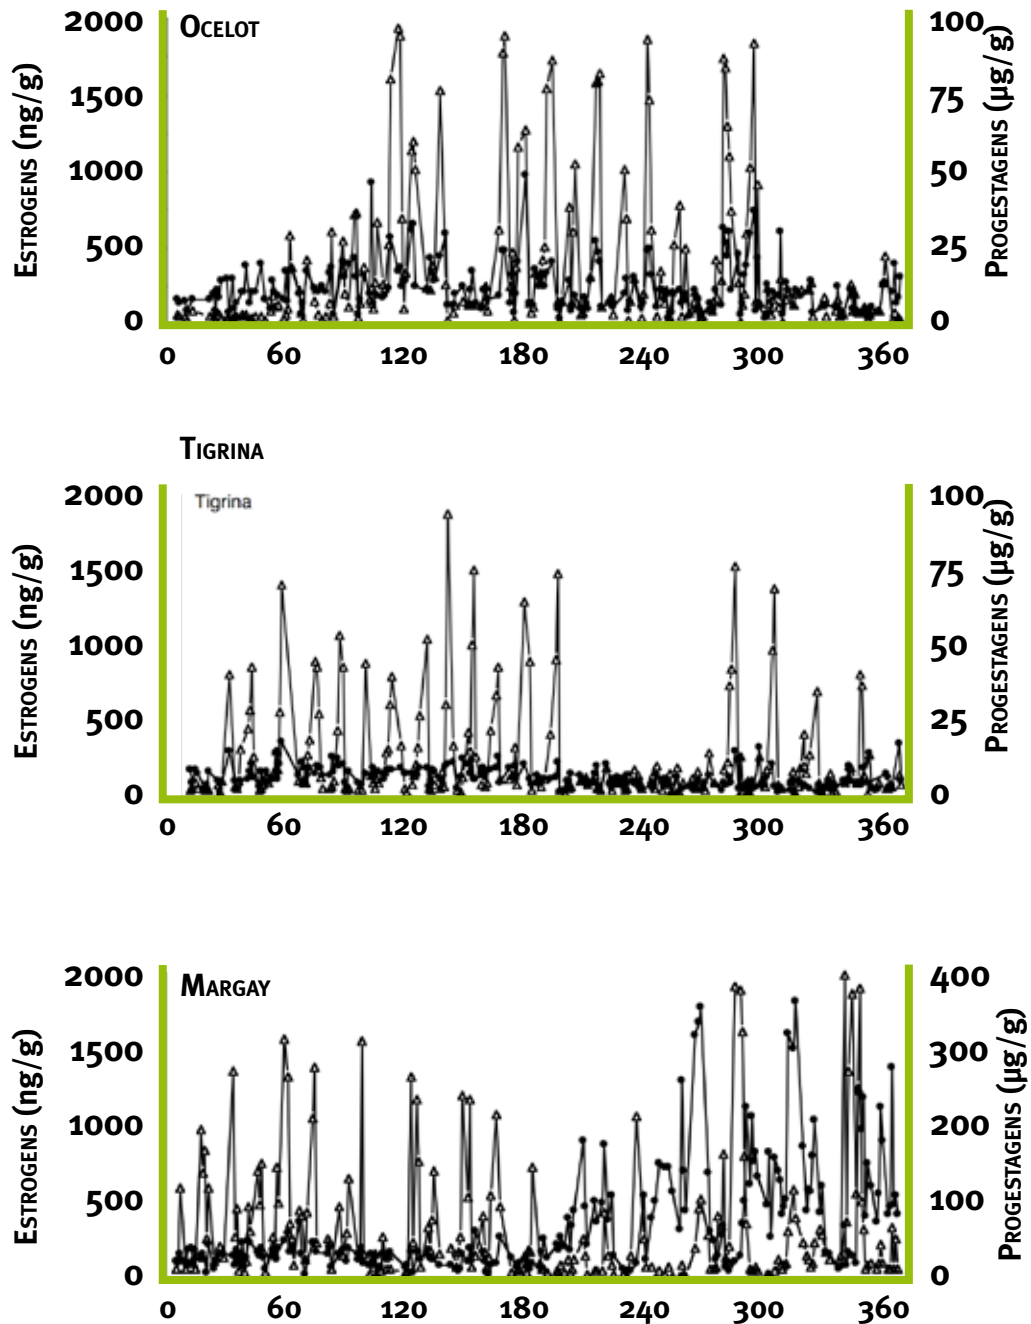 OCELOT
2000
1500
1000
500
0
ESTROGENS (ng/g)
100
75
50
25
0
PROGESTAGENS (µg/g)
0 60 120 180 240 300 360
TIGRINA
Tigrina
2000
1500
1000
500
0
ESTROGENS (ng/g)
100
75
50
25
0
PROGESTAGENS (µg/g)
0 60 120 180 240 300 360
MARGAY
2000
1500
1000
500
0
ESTROGENS (ng/g)
400
300
200
100
0
PROGESTAGENS (µg/g)
0 60 120 180 240 300 360